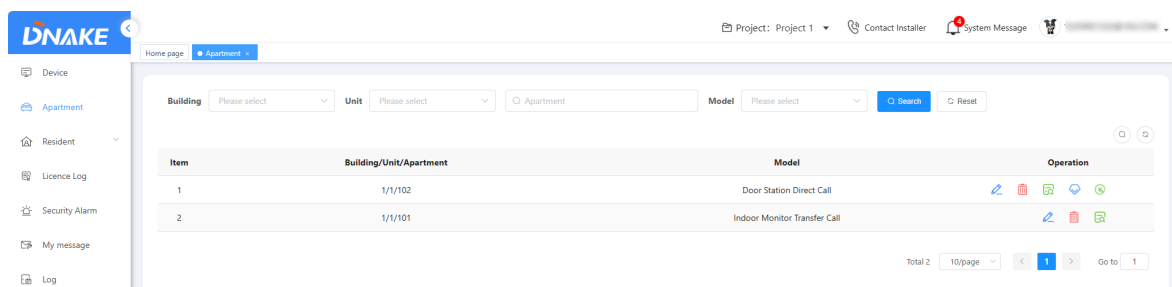 DNAKE
Project: Project 1 Contact Installer 4 System Message
Home page Apartment ×
Device
Apartment
Resident
Licence Log
Security Alarm
My message
Log
Building Please select Unit Please select Apartment Model Please select Search Reset
Item Building/Unit/Apartment Model Operation
1 1/1/102 Door Station Direct Call
2 1/1/101 Indoor Monitor Transfer Call
Total 2 10/page < 1 > Go to 1